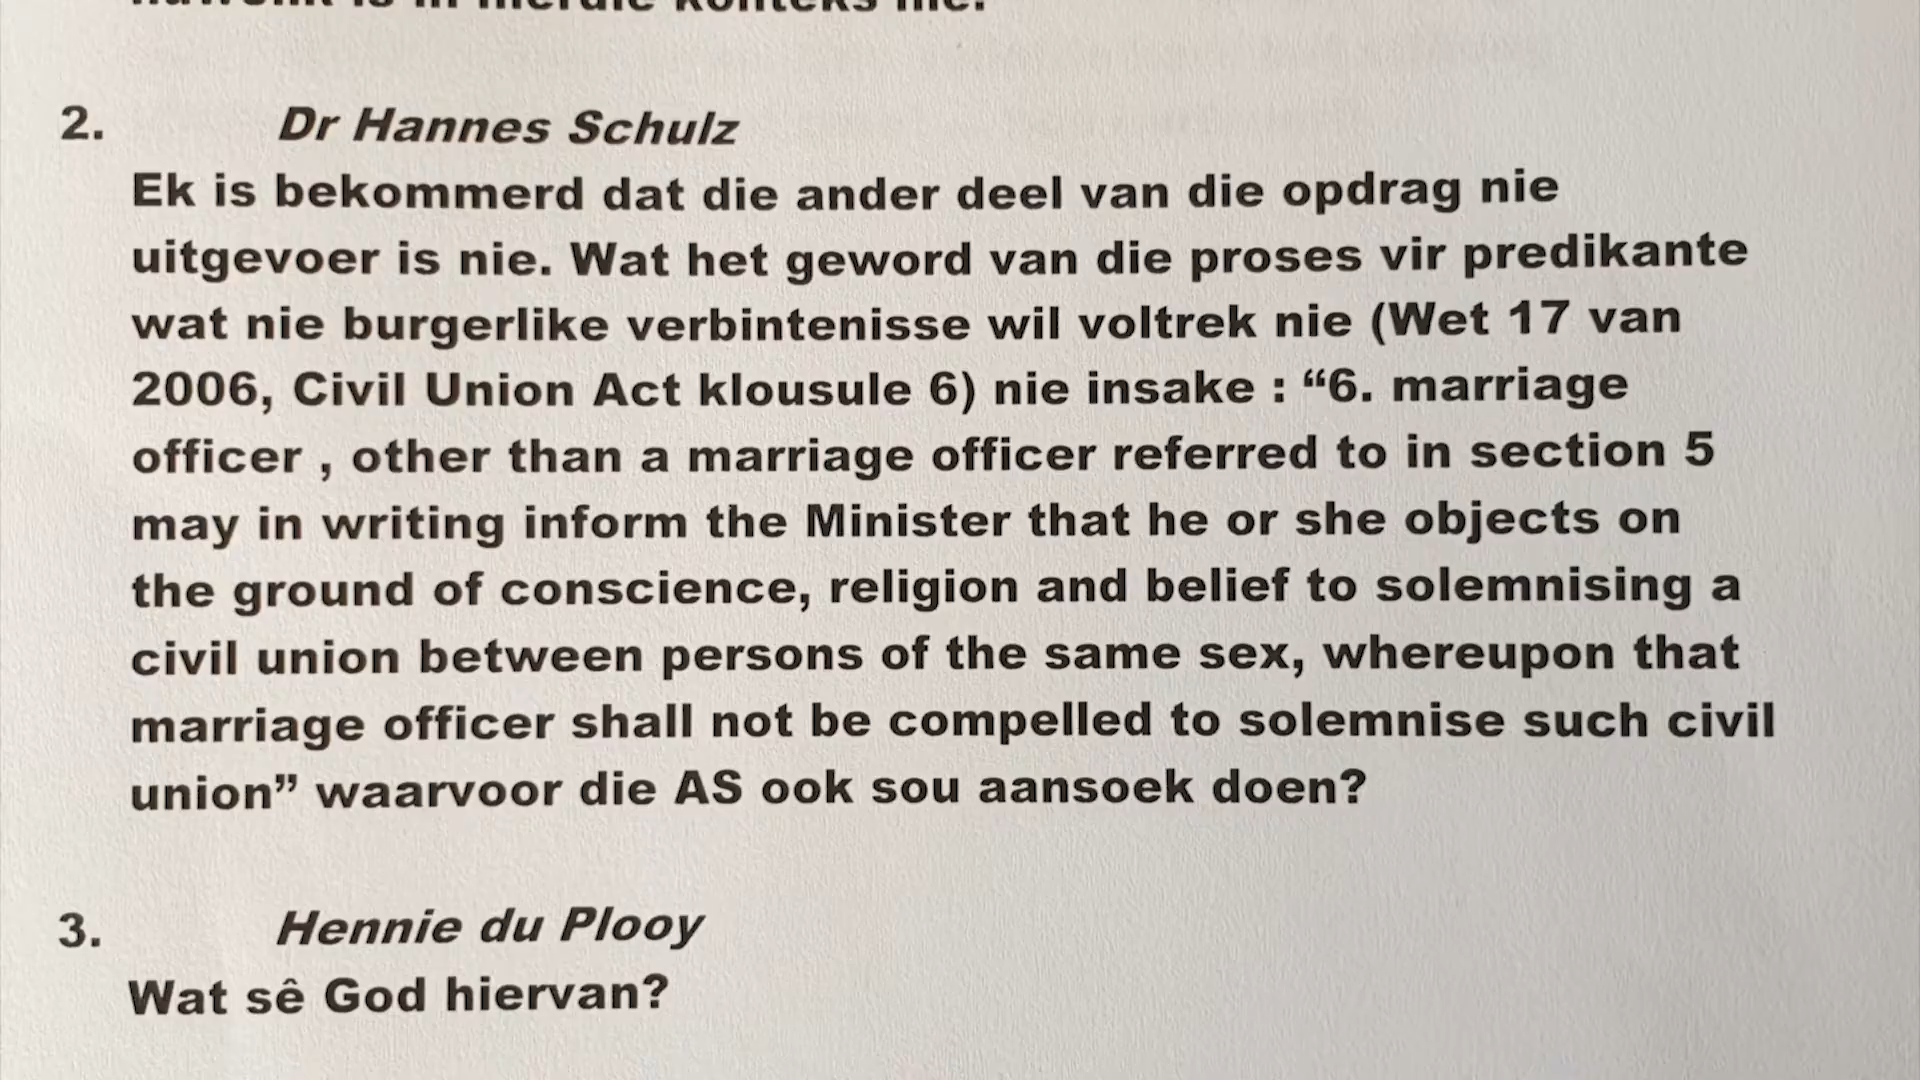 is in hierdie konteks nie.
2. Dr Hannes Schulz
Ek is bekommerd dat die ander deel van die opdrag nie
uitgevoer is nie. Wat het geword van die proses vir predikante
wat nie burgerlike verbintenisse wil voltrek nie (Wet 17 van
2006, Civil Union Act klousule 6) nie insake : “6. marriage
officer , other than a marriage officer referred to in section 5
may in writing inform the Minister that he or she objects on
the ground of conscience, religion and belief to solemnising a
civil union between persons of the same sex, whereupon that
marriage officer shall not be compelled to solemnise such civil
union” waarvoor die AS ook sou aansoek doen?
3. Hennie du Plooy
Wat sê God hiervan?